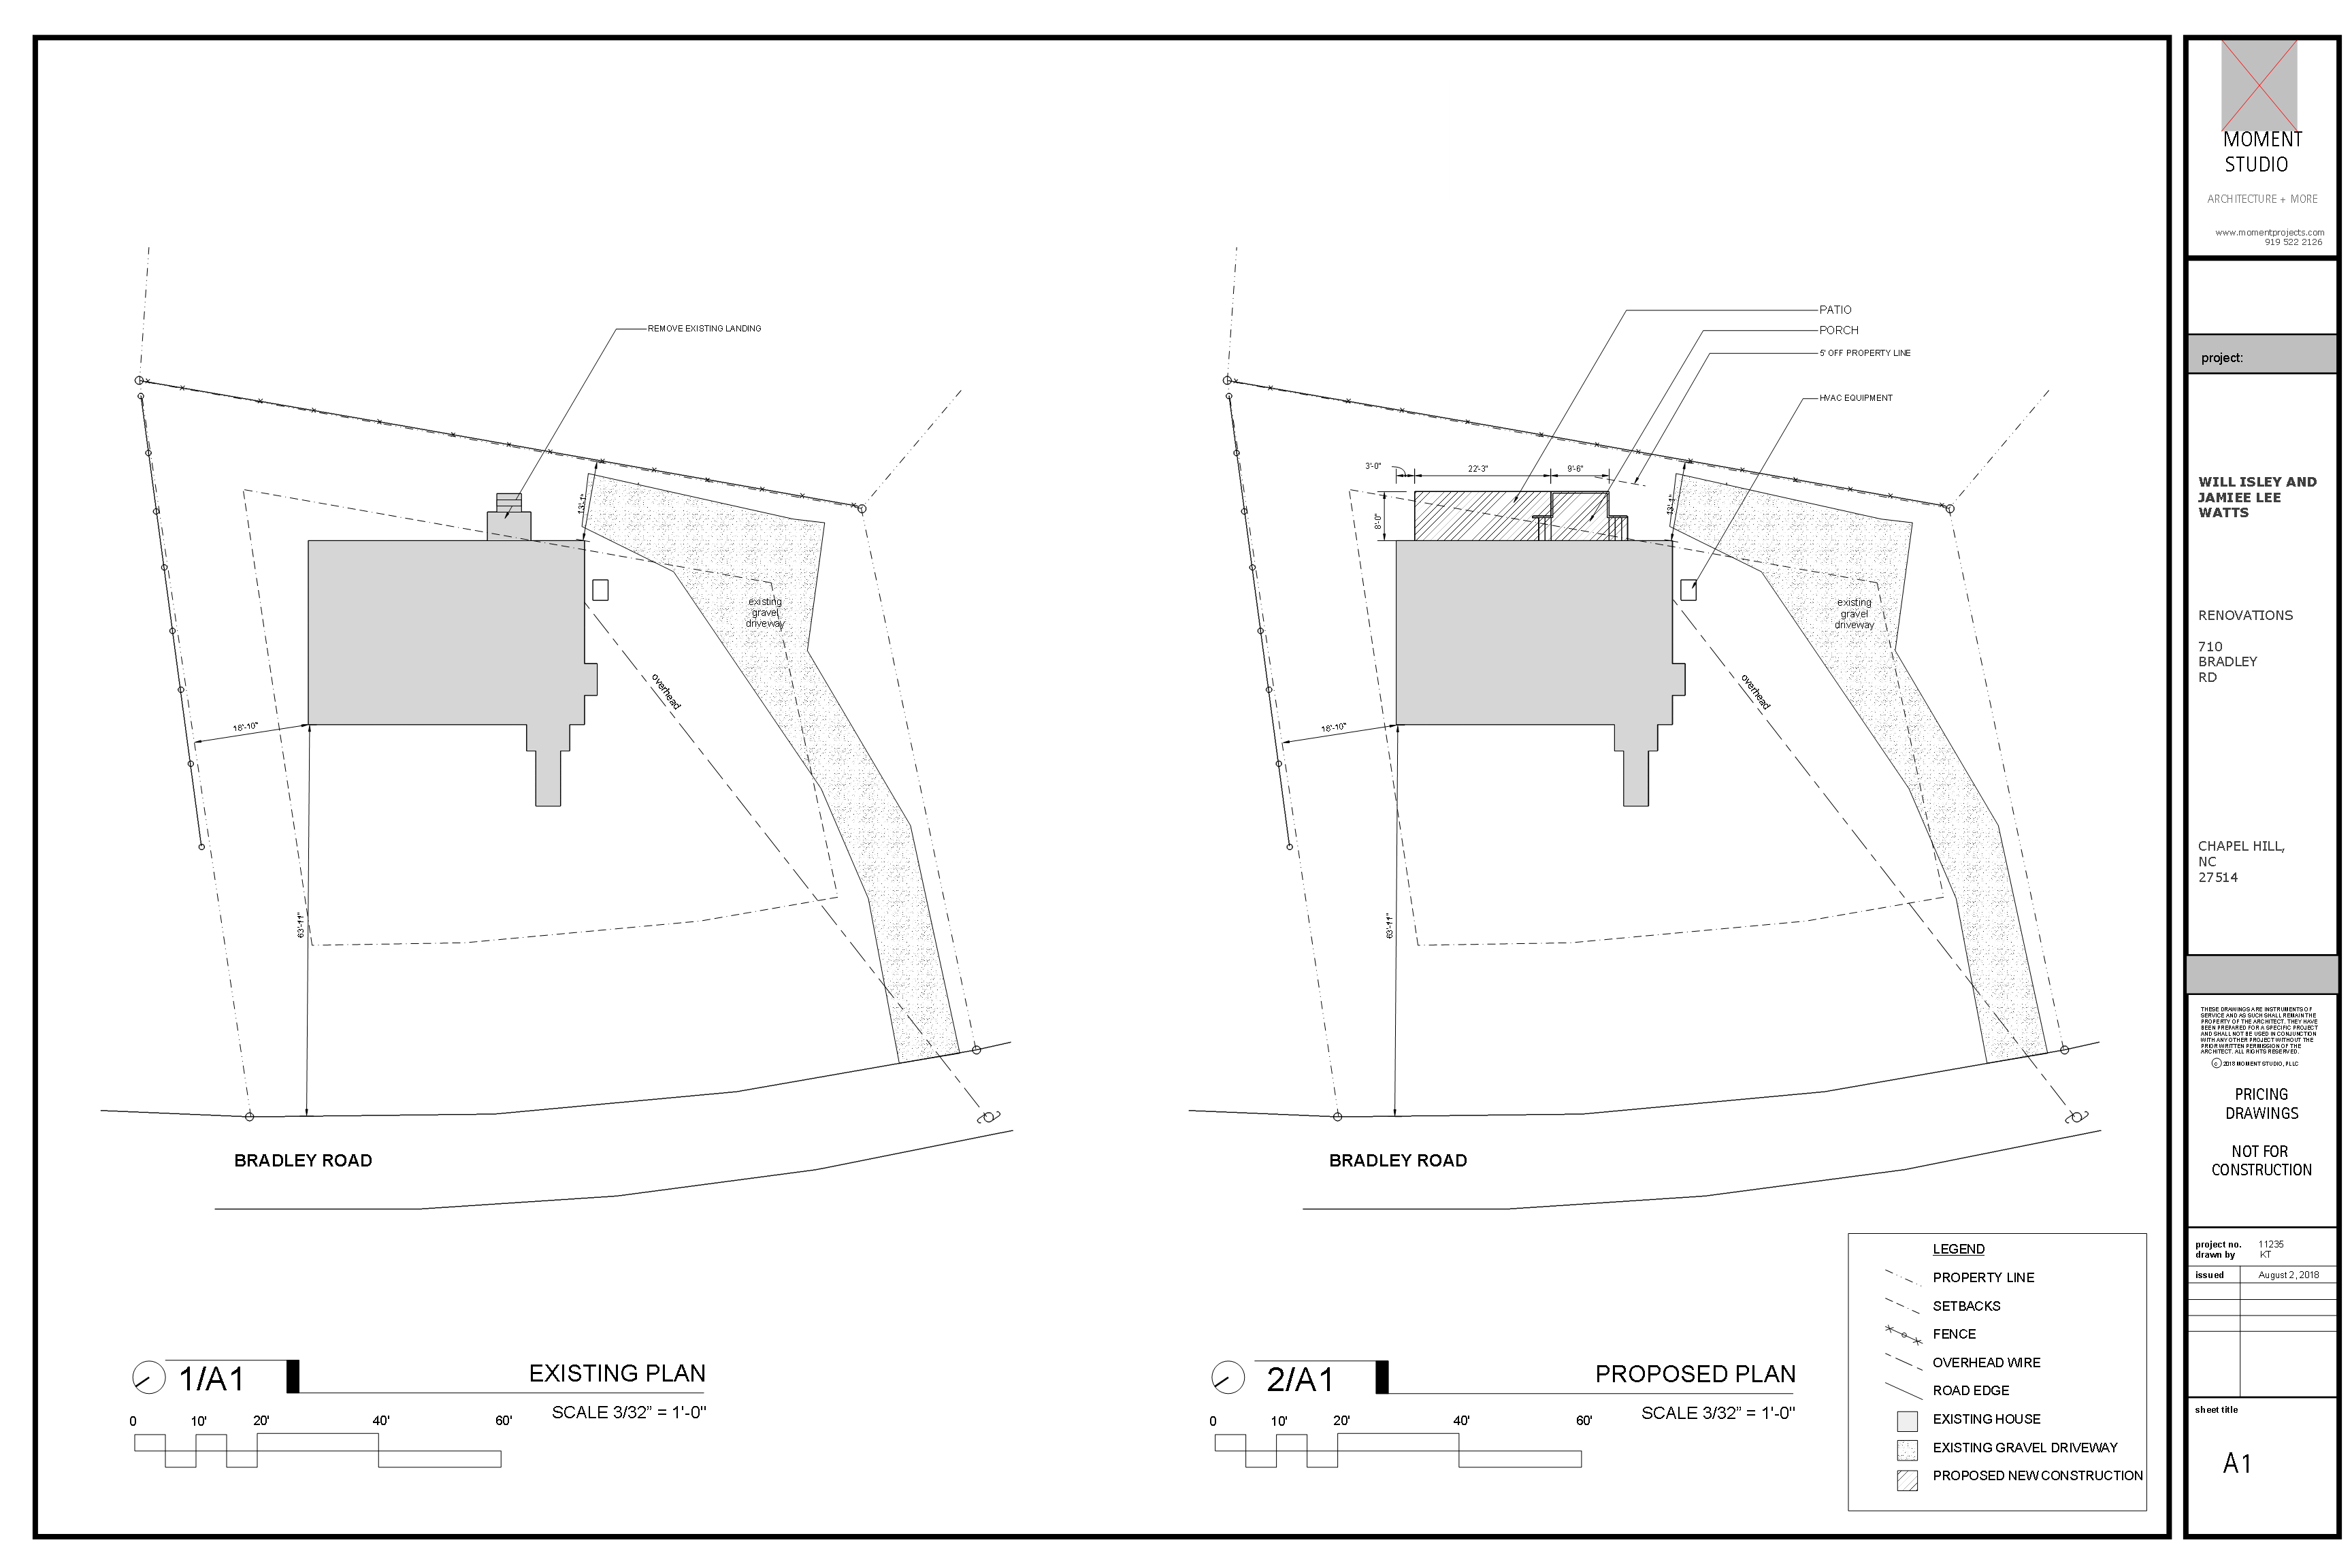 REMOVE EXISTING LANDING
13'-1"
existing
gravel
driveway
overhead
18'-10"
63'-11"
BRADLEY ROAD
1/A1
EXISTING PLAN
SCALE 3/32” = 1'-0"
0 10' 20' 40' 60'
PATIO
PORCH
5' OFF PROPERTY LINE
HVAC EQUIPMENT
3'-0"
22'-3"
9'-6"
8'-0"
13'-1"
existing
gravel
driveway
overhead
18'-10"
63'-11"
BRADLEY ROAD
2/A1
PROPOSED PLAN
SCALE 3/32” = 1'-0"
0 10' 20' 40' 60'
LEGEND
PROPERTY LINE
SETBACKS
FENCE
OVERHEAD WIRE
ROAD EDGE
EXISTING HOUSE
EXISTING GRAVEL DRIVEWAY
PROPOSED NEW CONSTRUCTION
MOMENT
STUDIO
ARCHITECTURE + MORE
www.momentprojects.com
919 522 2126
project:
WILL ISLEY AND
JAMIEE LEE
WATTS
RENOVATIONS
710
BRADLEY
RD
CHAPEL HILL,
NC
27514
THESE DRAWINGS ARE INSTRUMENTS OF
SERVICE AND AS SUCH SHALL REMAIN THE
PROPERTY OF THE ARCHITECT. THEY HAVE
BEEN PREPARED FOR A SPECIFIC PROJECT
AND SHALL NOT BE USED IN CONJUNCTION
WITH ANY OTHER PROJECT WITHOUT THE
PRIOR WRITTEN PERMISSION OF THE
ARCHITECT. ALL RIGHTS RESERVED.
© 2018 MOMENT STUDIO, PLLC
PRICING
DRAWINGS
NOT FOR
CONSTRUCTION
project no. 11235
drawn by KT
issued August 2, 2018
sheet title
A1